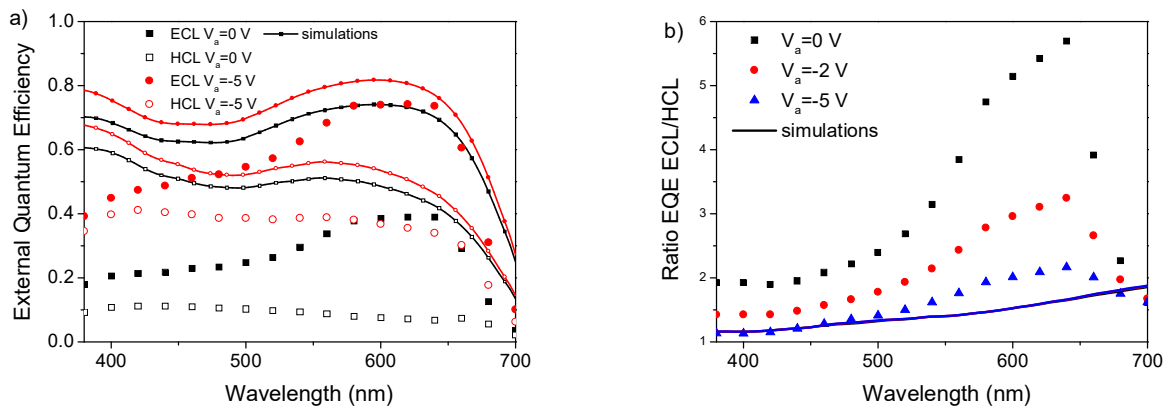 a)
External Quantum Efficiency
1.0
0.8
0.6
0.4
0.2
0.0
ECL Va=0 V
simulations
HCL Va=0 V
ECL Va=-5 V
HCL Va=-5 V
400
500
600
700
Wavelength (nm)
b)
Ratio EQE ECL/HCL
6
5
4
3
2
1
Va=0 V
Va=-2 V
Va=-5 V
simulations
400
500
600
700
Wavelength (nm)